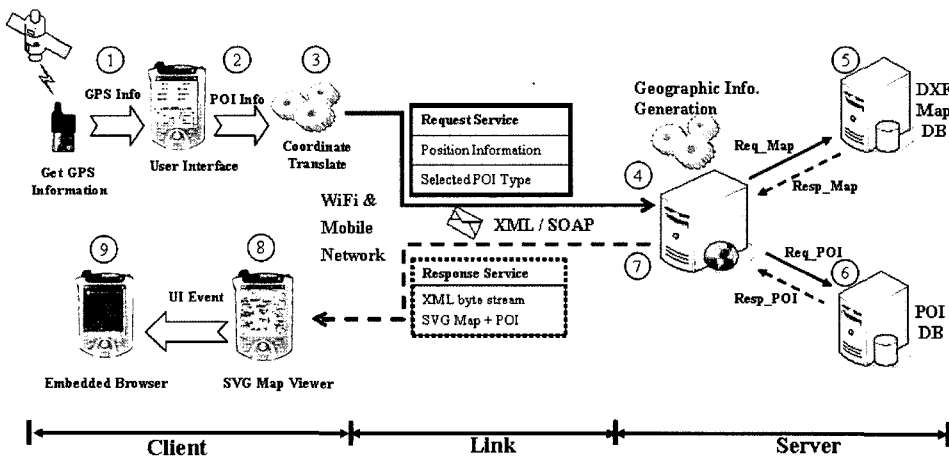 1
2
3
5
GPS Info
POI Info
Get GPS
Information
User Interface
Coordinate
Translate
Request Service
Position Information
Selected POI Type
Geographic Info.
Generation
DXF
Map
DB
Req_Map
Resp_Map
4
WiFi &
Mobile
Network
XML / SOAP
7
Req_POI
Resp_POI
6
POI
DB
Response Service
XML byte stream
SVG Map + POI
9
8
UI Event
Embedded Browser
SVG Map Viewer
Client
Link
Server